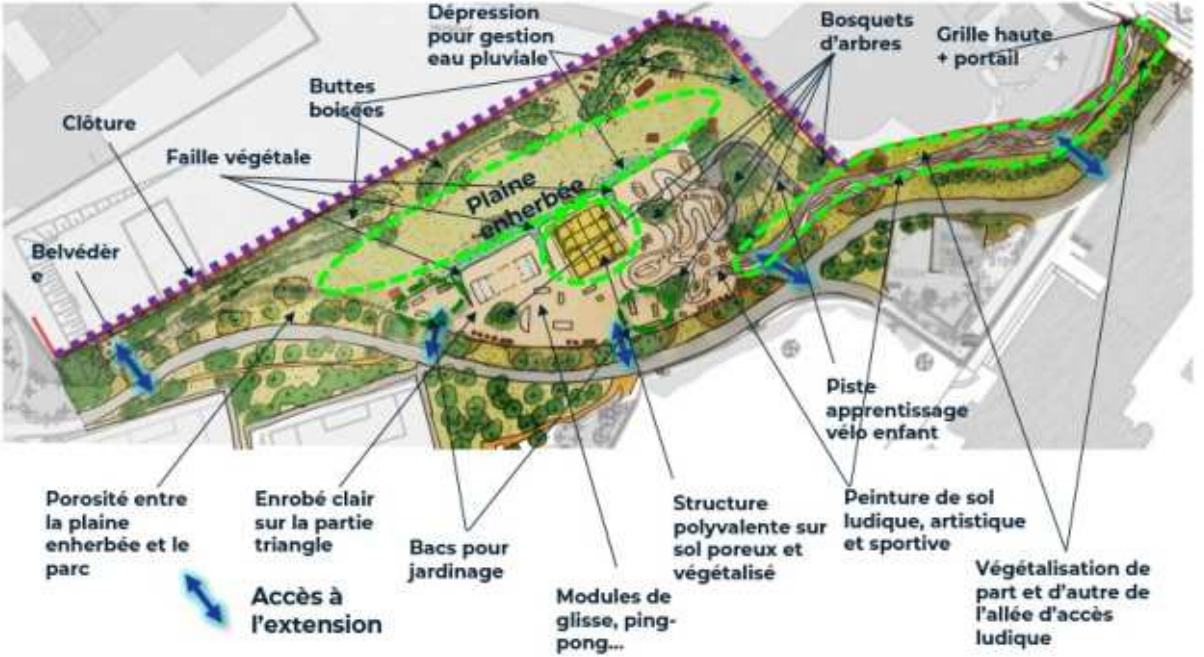 Dépression
pour gestion
eau pluviale
Bosquets
d'arbres
Grille haute
+ portail
Buttes
boisées
Clôture
Faille végétale
Plaine
enherbée
Belvédèr
e
Piste
apprentissage
vélo enfant
Porosité entre
la plaine
enherbée et le
parc
Enrobé clair
sur la partie
triangle
Bacs pour
jardinage
Structure
polyvalente sur
sol poreux et
végétalisé
Peinture de sol
ludique, artistique
et sportive
Modules de
glisse, ping-
pong...
Végétalisation de
part et d'autre de
l'allée d'accès
ludique
Accès à
l'extension